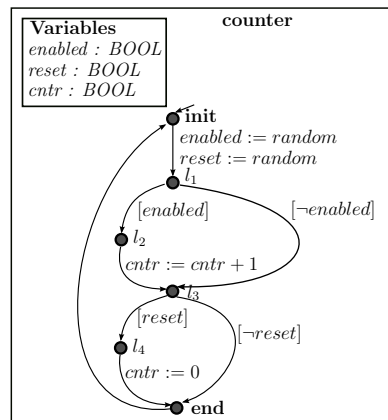 counter
Variables
enabled : BOOL
reset : BOOL
cntr : BOOL
init
enabled := random
reset := random
l₁
[enabled]
[¬enabled]
l₂
cntr := cntr + 1
l₃
[reset]
[¬reset]
l₄
cntr := 0
end